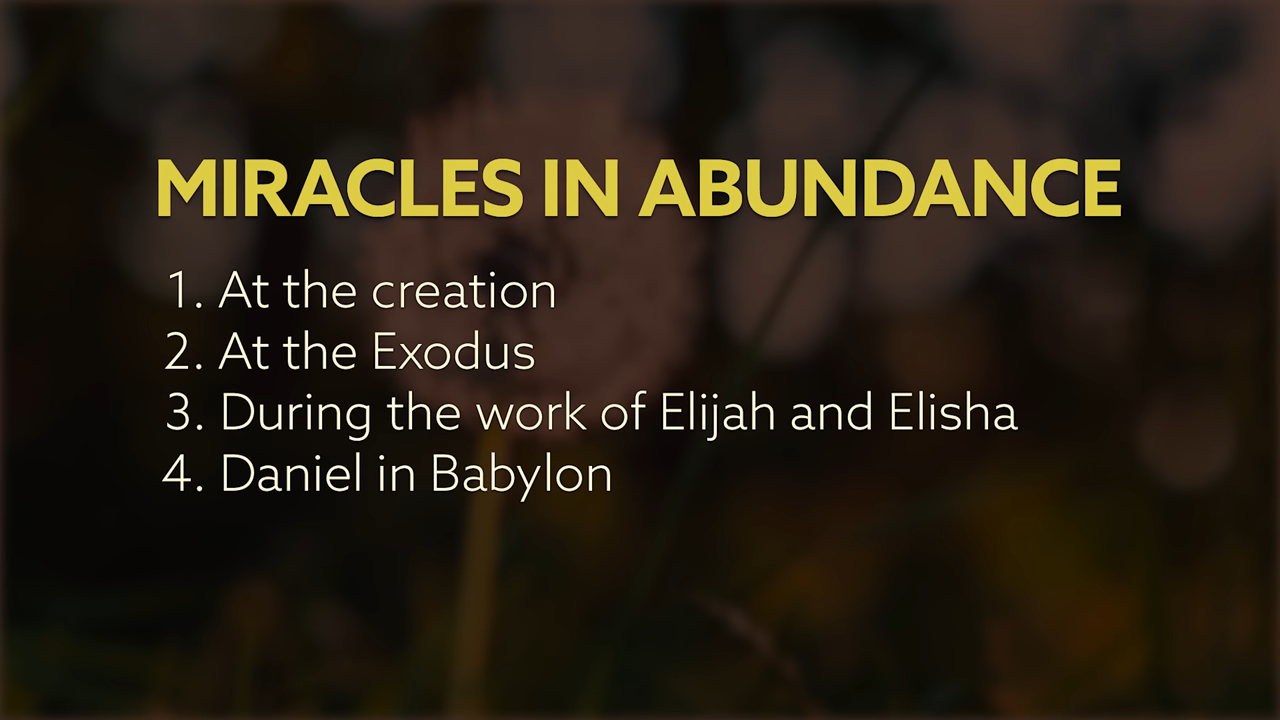 MIRACLES IN ABUNDANCE
1. At the creation
2. At the Exodus
3. During the work of Elijah and Elisha
4. Daniel in Babylon